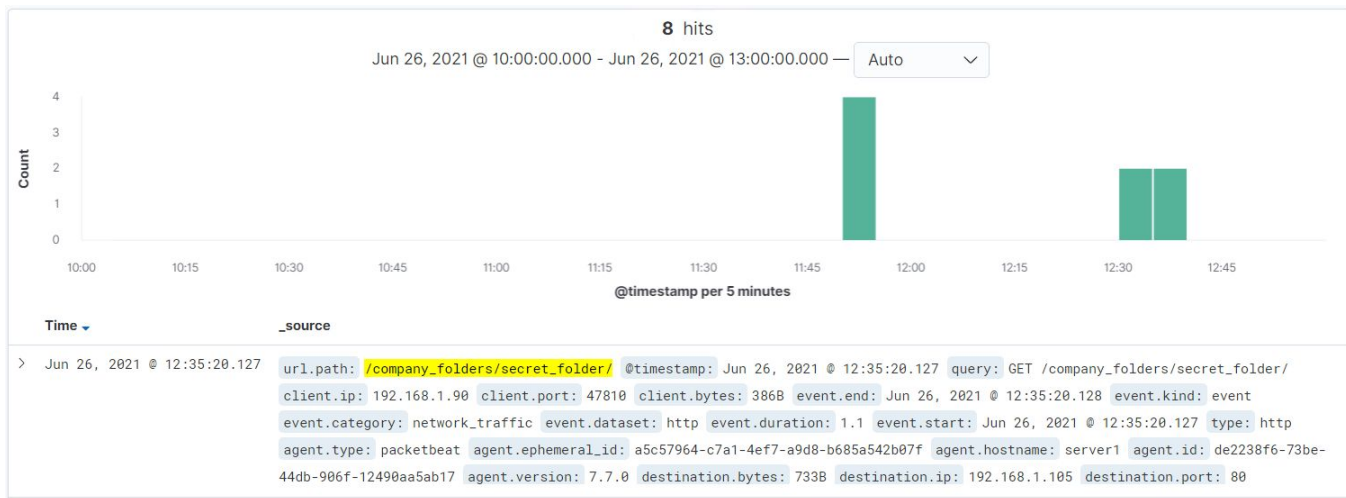 8 hits
Jun 26, 2021 @ 10:00:00.000 - Jun 26, 2021 @ 13:00:00.000 — Auto
4
3
2
1
0
Count
10:00 10:15 10:30 10:45 11:00 11:15 11:30 11:45 12:00 12:15 12:30 12:45
@timestamp per 5 minutes
Time _source
Jun 26, 2021 @ 12:35:20.127 url.path: /company_folders/secret_folder/ @timestamp: Jun 26, 2021 @ 12:35:20.127 query: GET /company_folders/secret_folder/
client.ip: 192.168.1.90 client.port: 47810 client.bytes: 386B event.end: Jun 26, 2021 @ 12:35:20.128 event.kind: event
event.category: network_traffic event.dataset: http event.duration: 1.1 event.start: Jun 26, 2021 @ 12:35:20.127 type: http
agent.type: packetbeat agent.ephemeral_id: a5c57964-c7a1-4ef7-a9d8-b685a542b07f agent.hostname: server1 agent.id: de2238f6-73be-
44db-906f-12490aa5ab17 agent.version: 7.7.0 destination.bytes: 733B destination.ip: 192.168.1.105 destination.port: 80